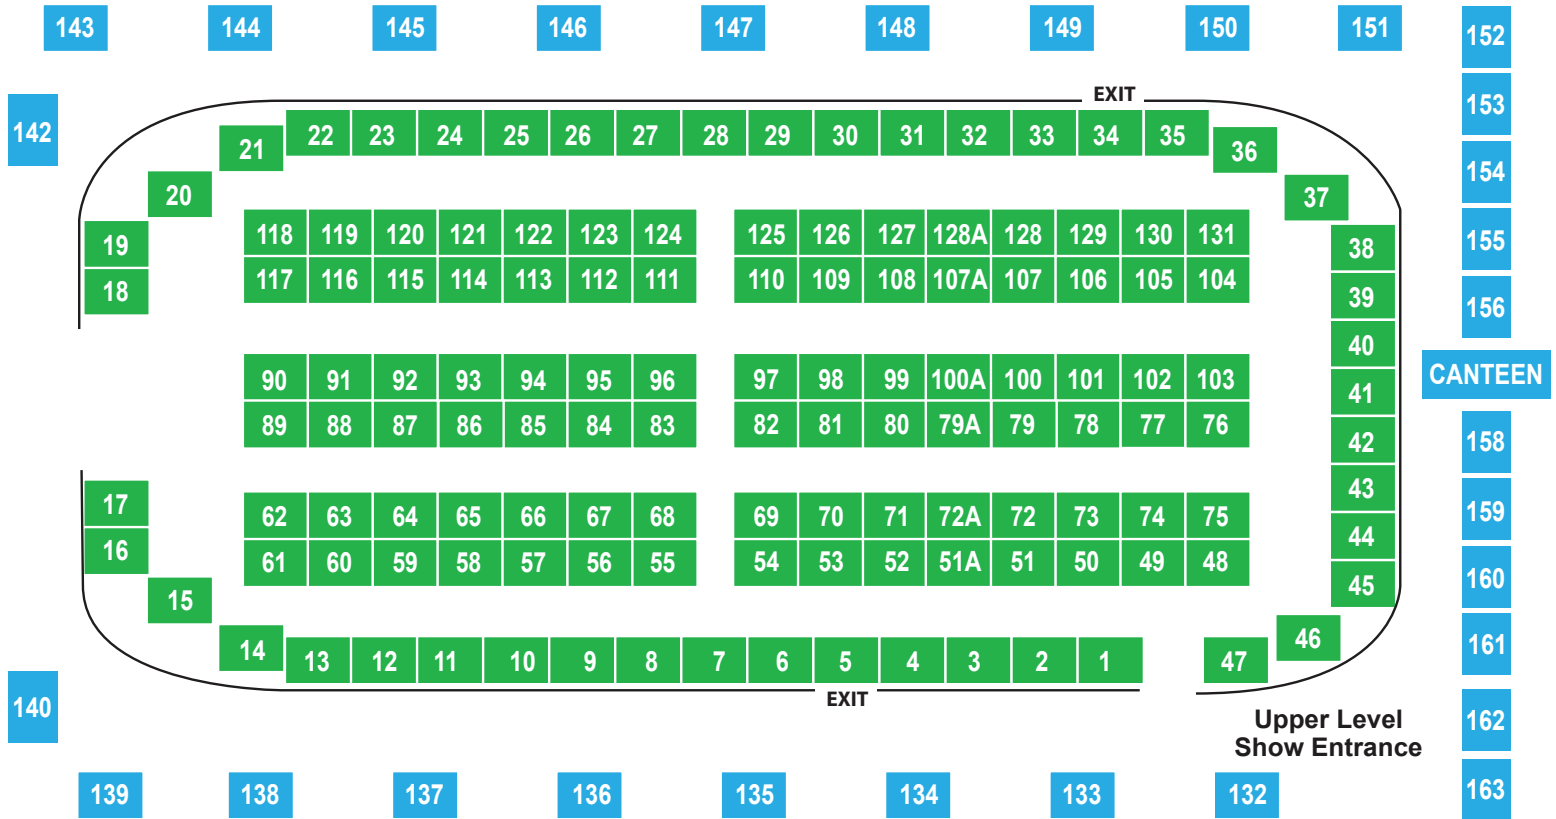 143 144 145 146 147 148 149 150 151 152
153
EXIT
142
22 23 24 25 26 27 28 29 30 31 32 33 34 35
21 36
154
20 37
118 119 120 121 122 123 124 125 126 127 128A 128 129 130 131
19 38 155
117 116 115 114 113 112 111 110 109 108 107A 107 106 105 104
18 39 156
40
90 91 92 93 94 95 96 97 98 99 100A 100 101 102 103
CANTEEN
41
89 88 87 86 85 84 83 82 81 80 79A 79 78 77 76
42 158
43
17 159
62 63 64 65 66 67 68 69 70 71 72A 72 73 74 75
44
16
61 60 59 58 57 56 55 54 53 52 51A 51 50 49 48
45 160
15
14 46 161
13 12 11 10 9 8 7 6 5 4 3 2 1 47
EXIT
140
Upper Level
Show Entrance
162
139 138 137 136 135 134 133 132 163